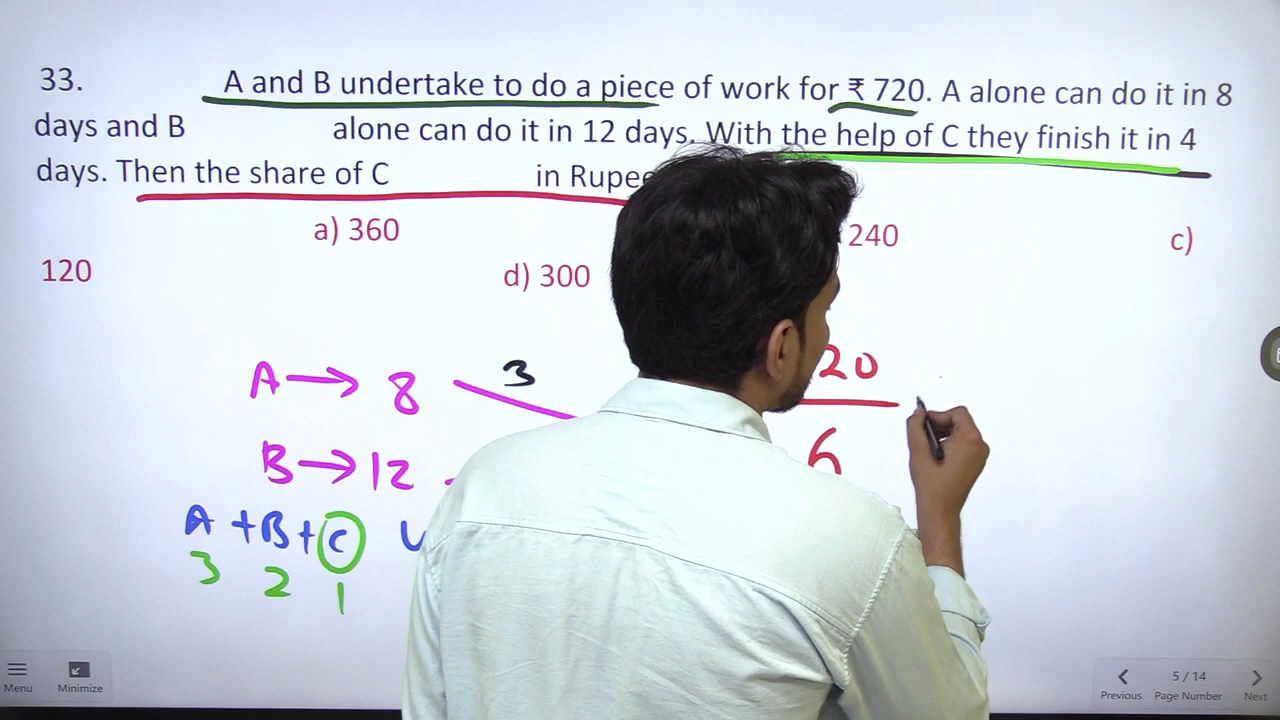 33. A and B undertake to do a piece of work for ₹ 720. A alone can do it in 8
days and B alone can do it in 12 days. With the help of C they finish it in 4
days. Then the share of C in
a) 360 240 c)
120 d) 300
A → 8 3 20
B → 12 6
A + B + C
3 2 1
Menu Minimize
Previous 5 / 14 Page Number Next